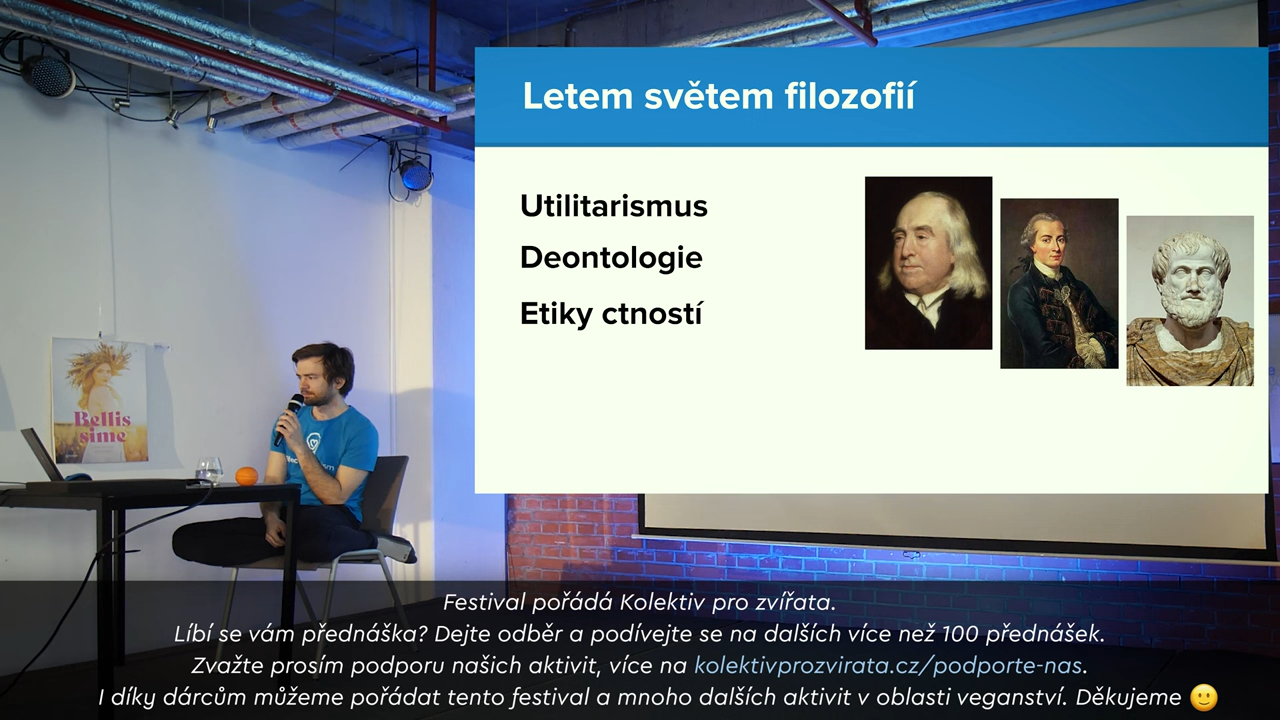 Letem světem filozofií
Utilitarismus
Deontologie
Etiky ctností
Bellis
sime
Festival pořádá Kolektiv pro zvířata.
Líbí se vám přednáška? Dejte odběr a podívejte se na dalších více než 100 přednášek.
Zvažte prosím podporu našich aktivit, více na kolektivprozvirata.cz/podporte-nas.
I díky dárcům můžeme pořádat tento festival a mnoho dalších aktivit v oblasti veganství. Děkujeme 🙂